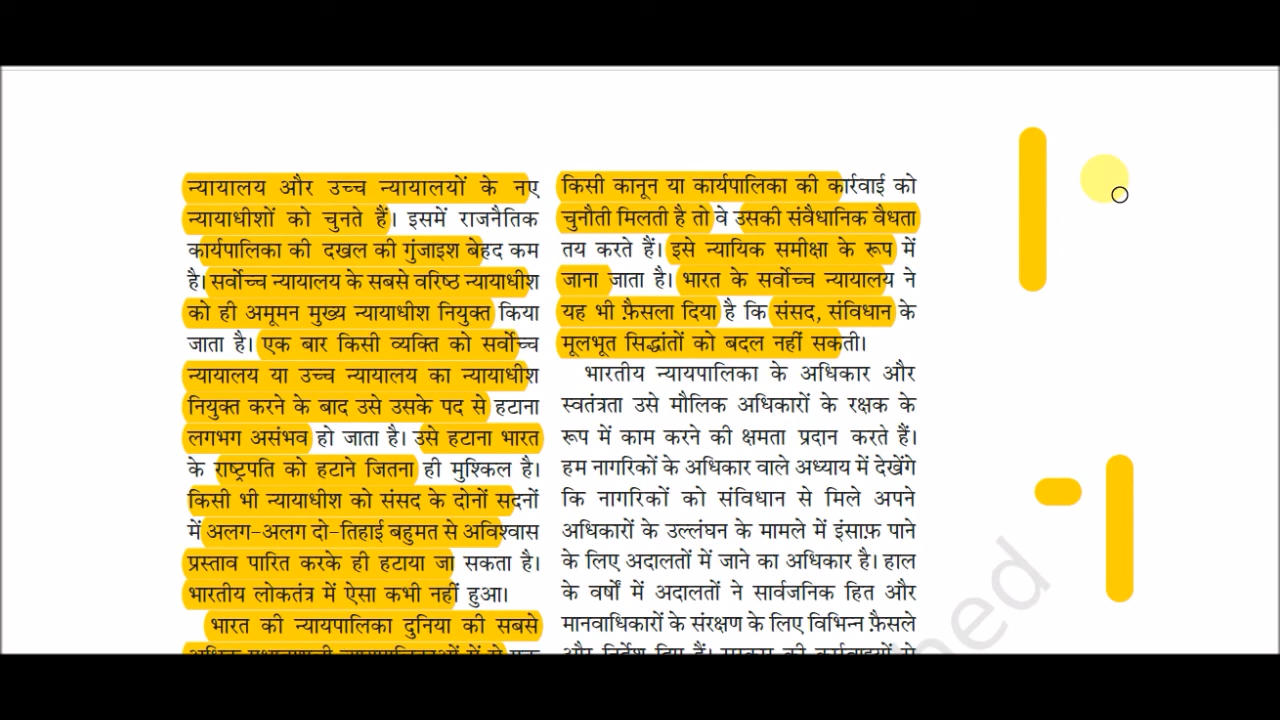 न्यायालय और उच्च न्यायालयों के नए
न्यायाधीशों को चुनते हैं। इसमें राजनैतिक
कार्यपालिका की दखल की गुंजाइश बेहद कम
है। सर्वोच्च न्यायालय के सबसे वरिष्ठ न्यायाधीश
को ही अमूमन मुख्य न्यायाधीश नियुक्त किया
जाता है। एक बार किसी व्यक्ति को सर्वोच्च
न्यायालय या उच्च न्यायालय का न्यायाधीश
नियुक्त करने के बाद उसे उसके पद से हटाना
लगभग असंभव हो जाता है। उसे हटाना भारत
के राष्ट्रपति को हटाने जितना ही मुश्किल है।
किसी भी न्यायाधीश को संसद के दोनों सदनों
में अलग-अलग दो-तिहाई बहुमत से अविश्वास
प्रस्ताव पारित करके ही हटाया जा सकता है।
भारतीय लोकतंत्र में ऐसा कभी नहीं हुआ।
भारत की न्यायपालिका दुनिया की सबसे
किसी कानून या कार्यपालिका की कार्रवाई को
चुनौती मिलती है तो वे उसकी संवैधानिक वैधता
तय करते हैं। इसे न्यायिक समीक्षा के रूप में
जाना जाता है। भारत के सर्वोच्च न्यायालय ने
यह भी फ़ैसला दिया है कि संसद, संविधान के
मूलभूत सिद्धांतों को बदल नहीं सकती।
भारतीय न्यायपालिका के अधिकार और
स्वतंत्रता उसे मौलिक अधिकारों के रक्षक के
रूप में काम करने की क्षमता प्रदान करते हैं।
हम नागरिकों के अधिकार वाले अध्याय में देखेंगे
कि नागरिकों को संविधान से मिले अपने
अधिकारों के उल्लंघन के मामले में इंसाफ़ पाने
के लिए अदालतों में जाने का अधिकार है। हाल
के वर्षों में अदालतों ने सार्वजनिक हित और
मानवाधिकारों के संरक्षण के लिए विभिन्न फ़ैसले